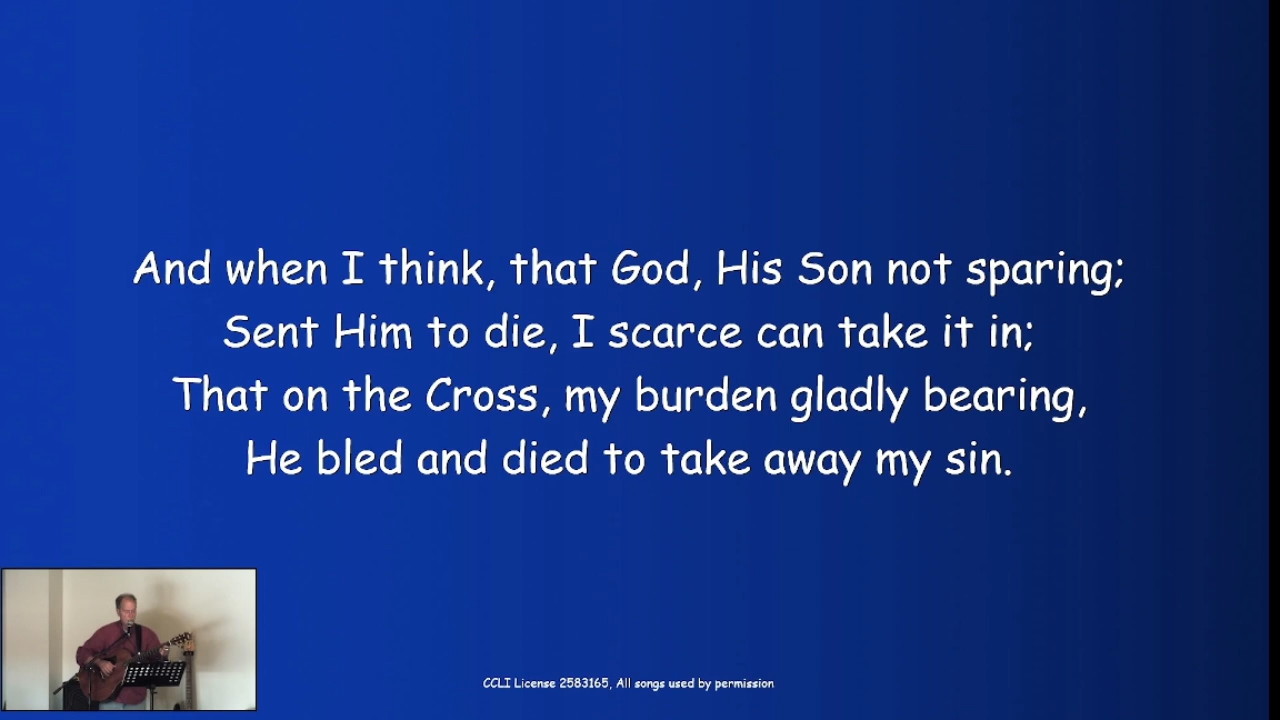 And when I think, that God, His Son not sparing;
Sent Him to die, I scarce can take it in;
That on the Cross, my burden gladly bearing,
He bled and died to take away my sin.
CCLI License 2583165, All songs used by permission